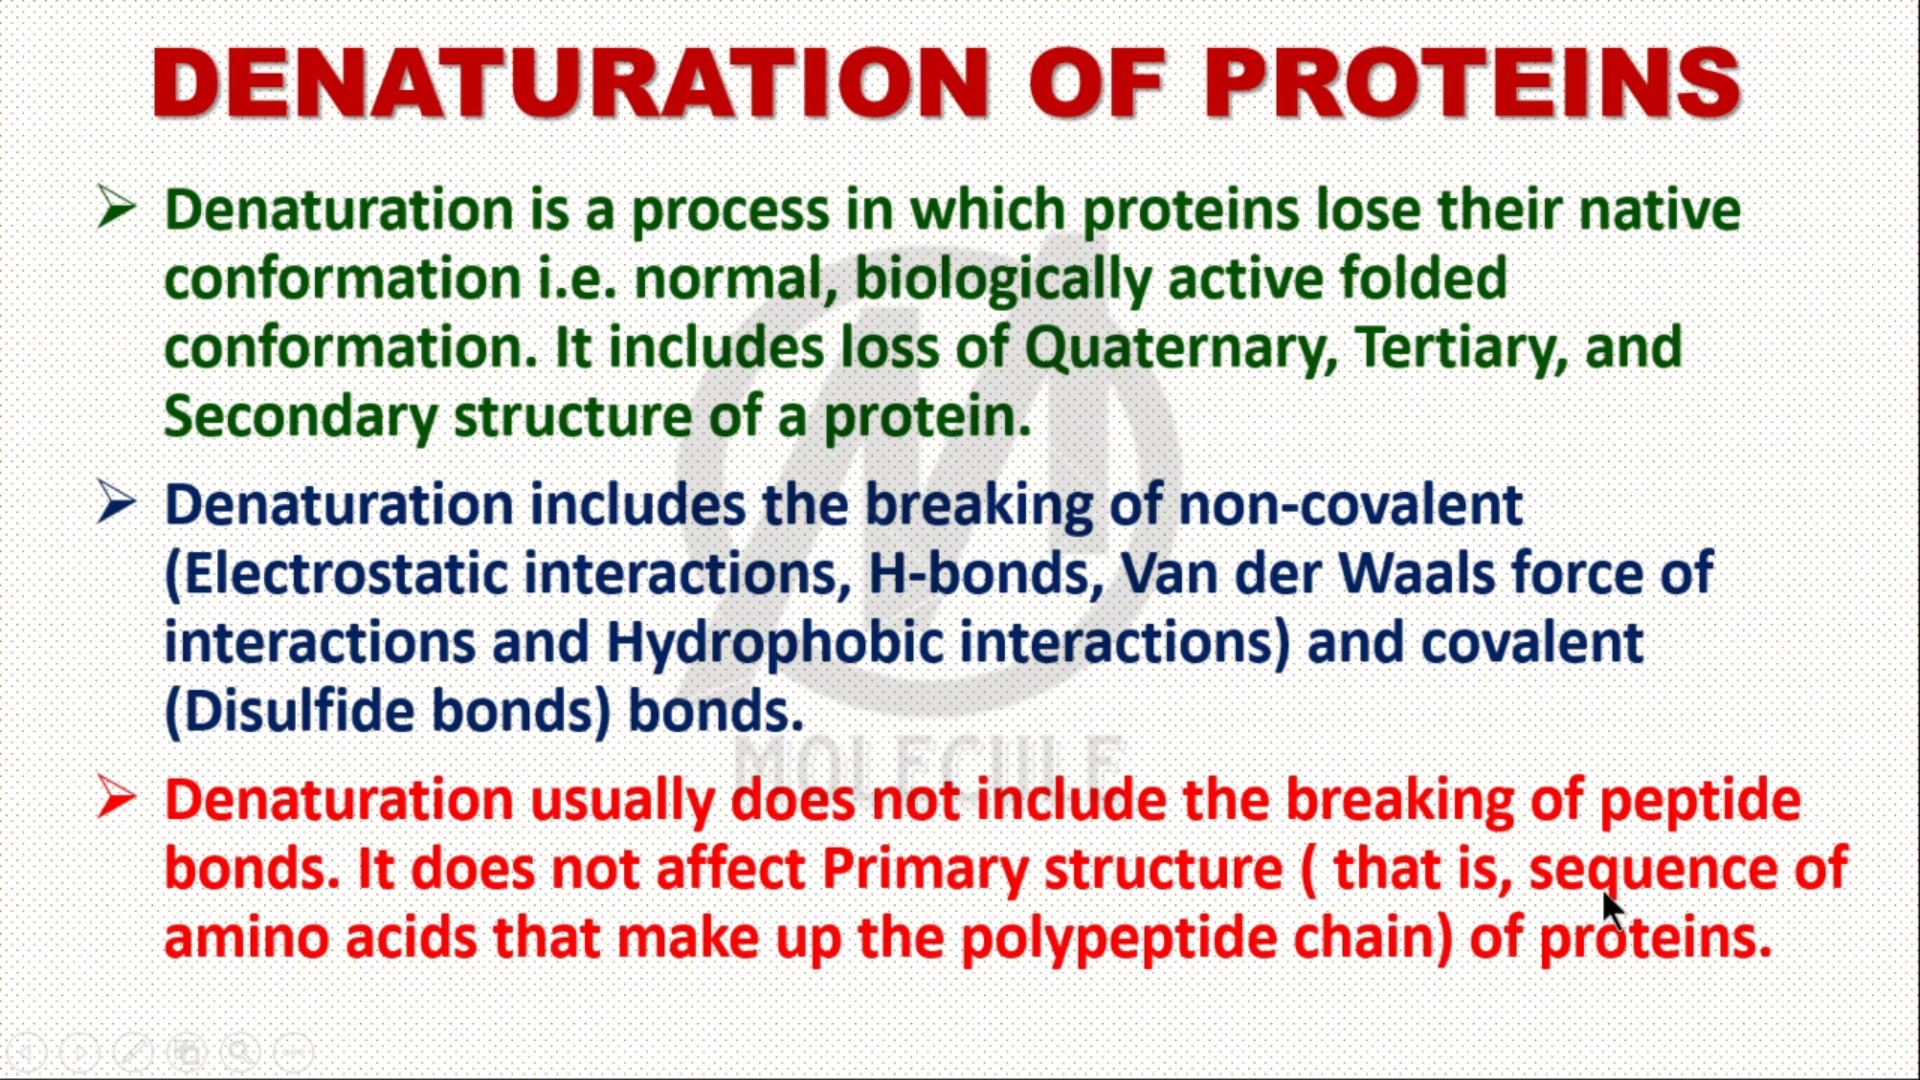 DENATURATION OF PROTEINS
Denaturation is a process in which proteins lose their native
conformation i.e. normal, biologically active folded
conformation. It includes loss of Quaternary, Tertiary, and
Secondary structure of a protein.
Denaturation includes the breaking of non-covalent
(Electrostatic interactions, H-bonds, Van der Waals force of
interactions and Hydrophobic interactions) and covalent
(Disulfide bonds) bonds.
MOLECULE
Denaturation usually does not include the breaking of peptide
bonds. It does not affect Primary structure ( that is, sequence of
amino acids that make up the polypeptide chain) of proteins.